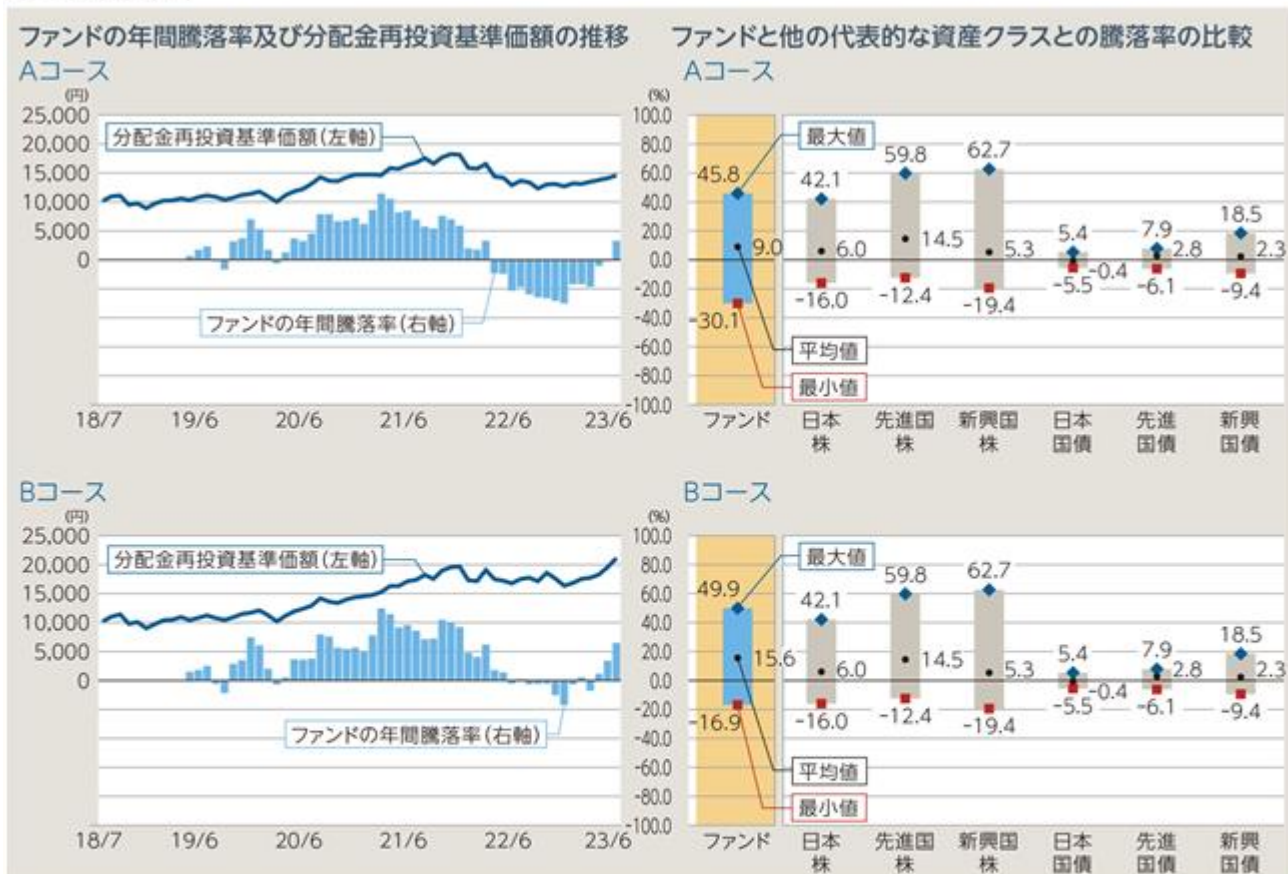 ファンドの年間騰落率及び分配金再投資基準価額の推移
Aコース
(円)
(%)
25,000
20,000
15,000
10,000
5,000
0
100.0
80.0
60.0
40.0
20.0
0.0
-20.0
-40.0
-60.0
-80.0
-100.0
分配金再投資基準価額(左軸)
ファンドの年間騰落率(右軸)
18/7 19/6 20/6 21/6 22/6 23/6
ファンドと他の代表的な資産クラスとの騰落率の比較
Aコース
最大値
45.8 42.1 59.8 62.7 5.4 7.9 18.5
9.0 6.0 14.5 5.3 -0.4 2.8 2.3
-30.1 -16.0 -12.4 -19.4 -5.5 -6.1 -9.4
平均値
最小値
ファンド 日本 先進国 新興国 日本 先進 新興
株 株 株 国債 国債 国債
Bコース
(円)
(%)
25,000
20,000
15,000
10,000
5,000
0
100.0
80.0
60.0
40.0
20.0
0.0
-20.0
-40.0
-60.0
-80.0
-100.0
分配金再投資基準価額(左軸)
ファンドの年間騰落率(右軸)
18/7 19/6 20/6 21/6 22/6 23/6
Bコース
最大値
49.9 42.1 59.8 62.7 5.4 7.9 18.5
15.6 6.0 14.5 5.3 -0.4 2.8 2.3
-16.9 -16.0 -12.4 -19.4 -5.5 -6.1 -9.4
平均値
最小値
ファンド 日本 先進国 新興国 日本 先進 新興
株 株 株 国債 国債 国債